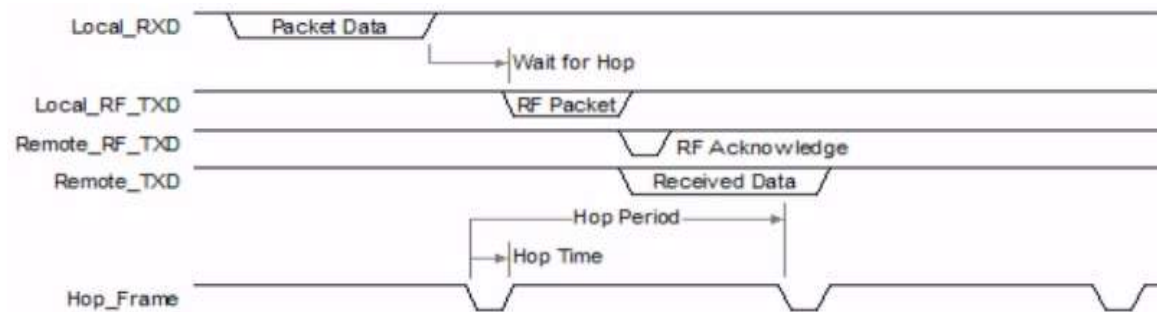 Local_RXD
Packet Data
Wait for Hop
Local_RF_TXD
RF Packet
Remote_RF_TXD
RF Acknowledge
Remote_TXD
Received Data
Hop Period
Hop Time
Hop_Frame